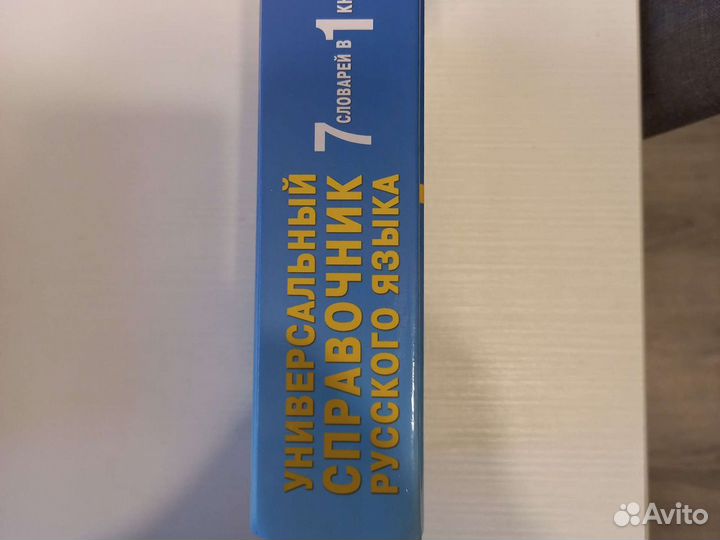 УНИВЕРСАЛЬНЫЙ
СПРАВОЧНИК
РУССКОГО ЯЗЫКА
7 СЛОВАРЕЙ В 1
Avito